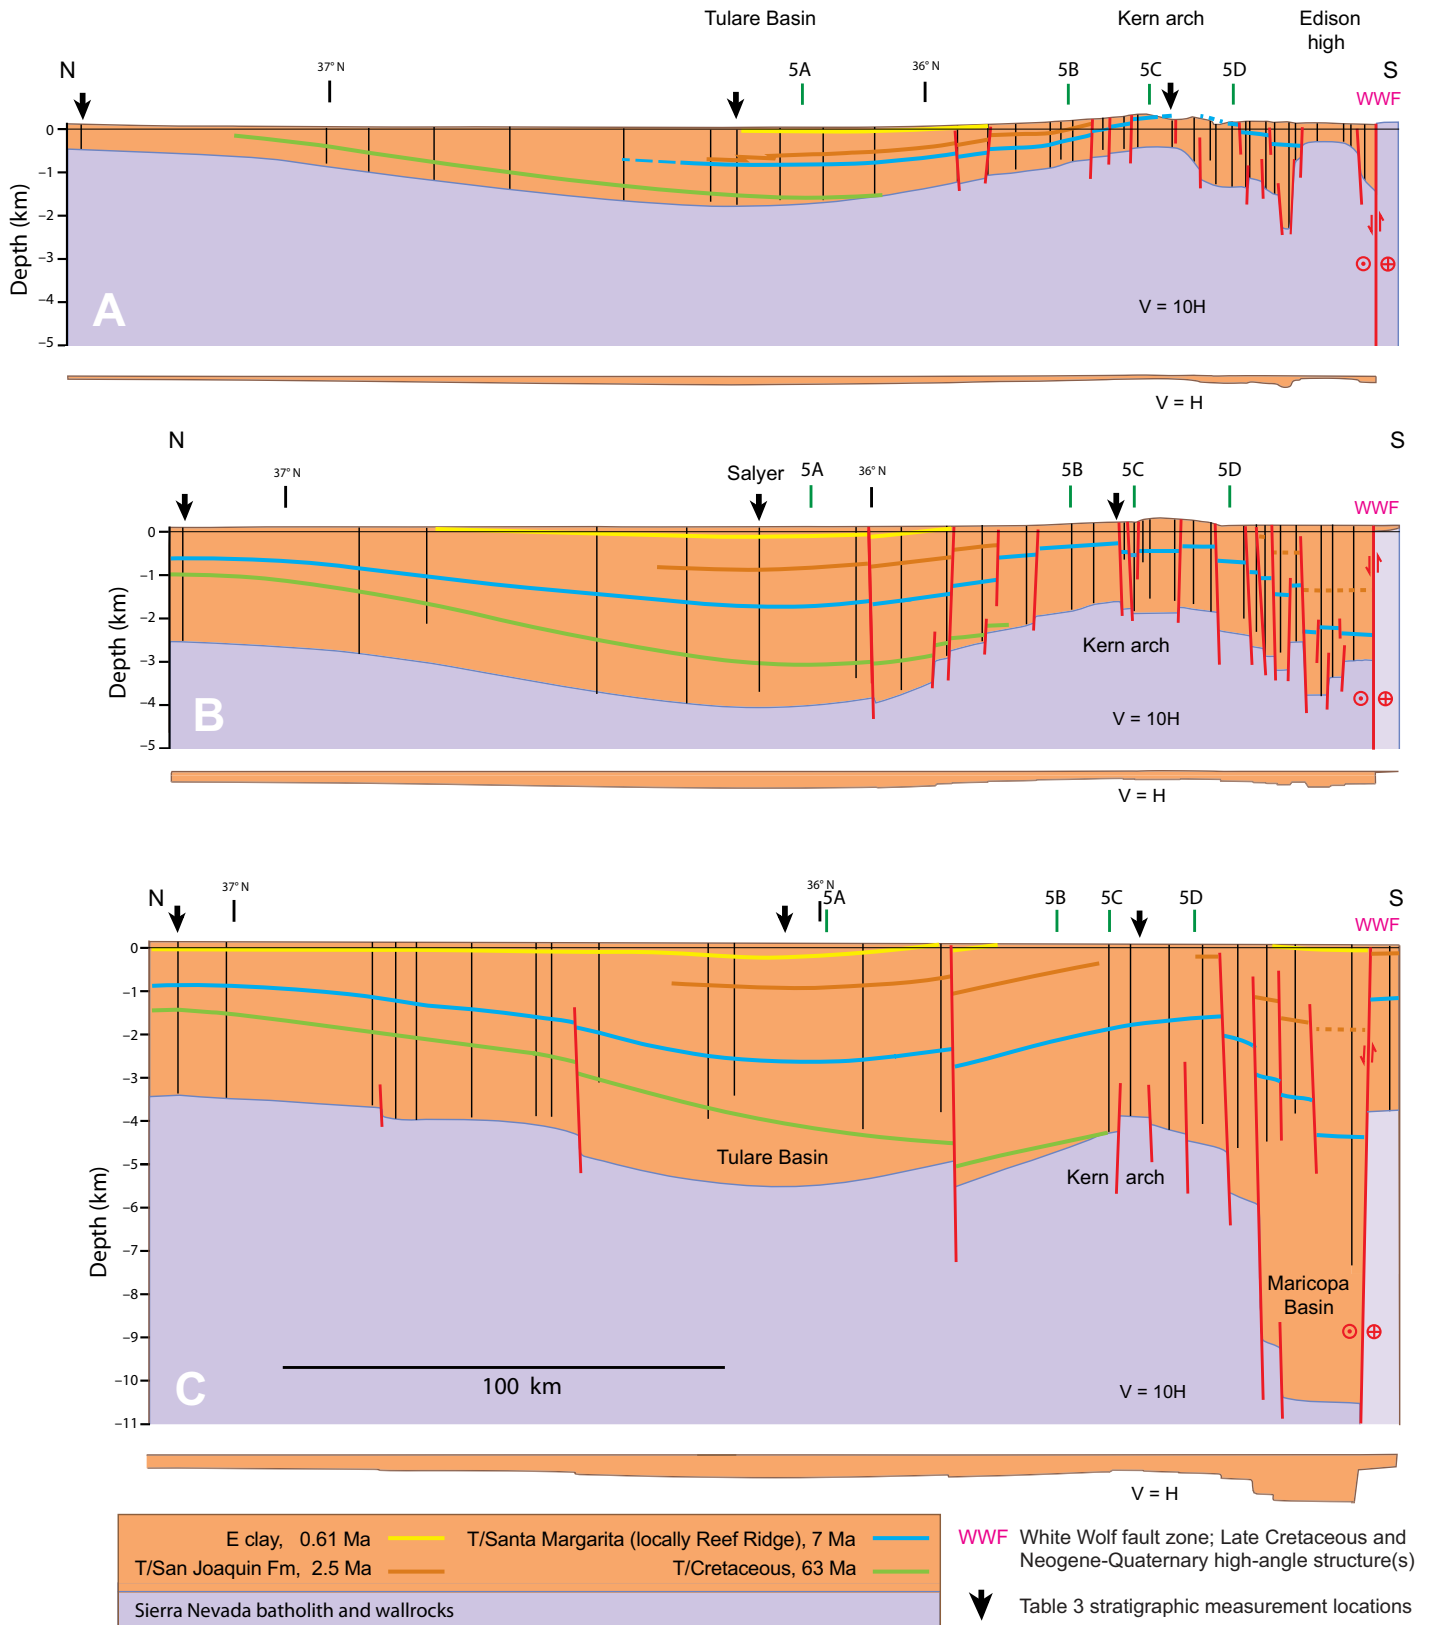 Tulare Basin
Kern arch
Edison
high
N
37° N
5A
36° N
5B
5C
5D
S
WWF
0
–1
–2
–3
–4
–5
Depth (km)
A
V = 10H
V = H
N
S
37° N
Salyer
5A
36° N
5B
5C
5D
WWF
0
–1
–2
–3
–4
–5
Depth (km)
Kern arch
B
V = 10H
V = H
N
37° N
36° N
5A
5B
5C
5D
S
WWF
0
–1
–2
–3
–4
–5
–6
–7
–8
–9
–10
–11
Depth (km)
Tulare Basin
Kern arch
Maricopa
Basin
C
100 km
V = 10H
V = H
E clay, 0.61 Ma
T/Santa Margarita (locally Reef Ridge), 7 Ma
T/San Joaquin Fm, 2.5 Ma
T/Cretaceous, 63 Ma
Sierra Nevada batholith and wallrocks
WWF White Wolf fault zone; Late Cretaceous and
Neogene-Quaternary high-angle structure(s)
Table 3 stratigraphic measurement locations